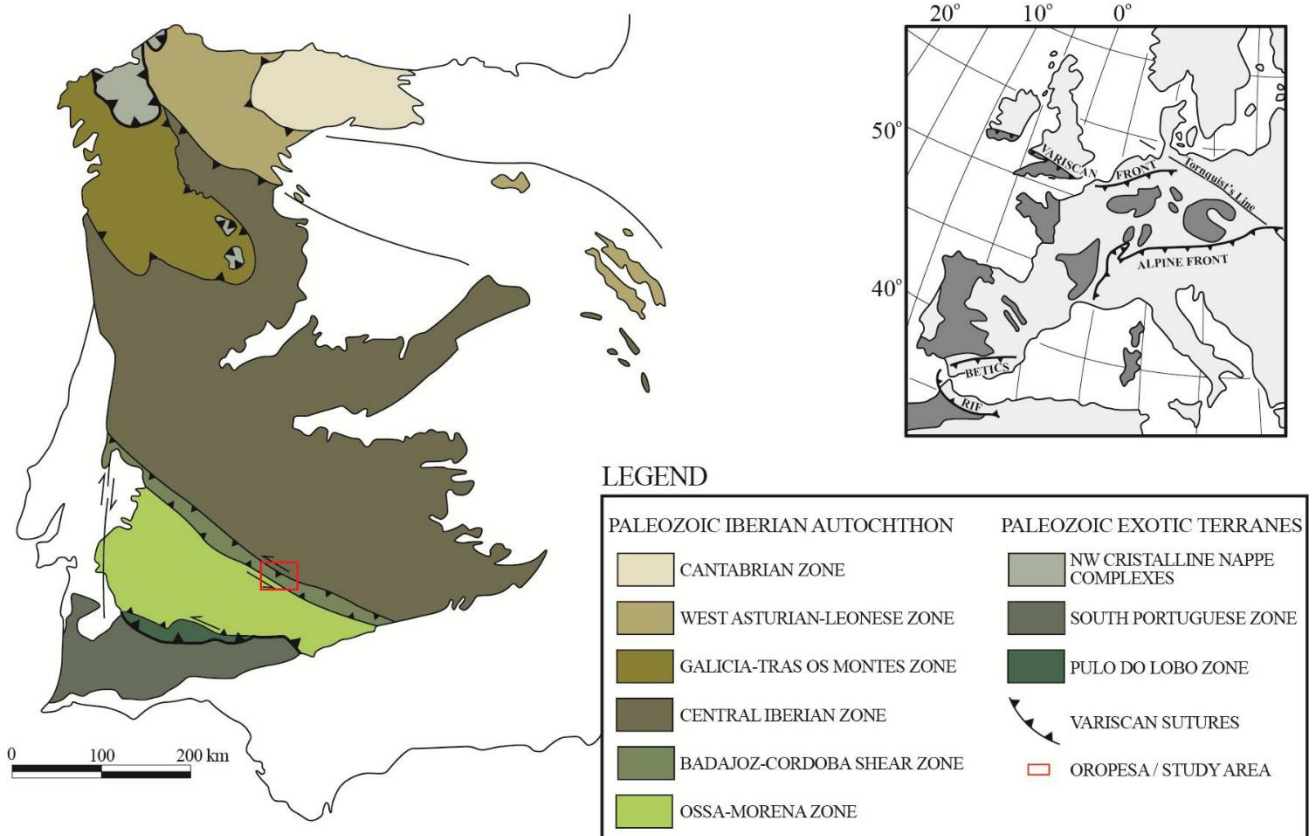 20° 10° 0°
50°
40°
VARISCAN
FRONT
Tornquist's Line
ALPINE FRONT
BETICS
RIF
0 100 200 km
LEGEND
PALEOZOIC IBERIAN AUTOCHTHON
CANTABRIAN ZONE
WEST ASTURIAN-LEONESE ZONE
GALICIA-TRAS OS MONTES ZONE
CENTRAL IBERIAN ZONE
BADAJOZ-CORDOBA SHEAR ZONE
OSSA-MORENA ZONE
PALEOZOIC EXOTIC TERRANES
NW CRISTALLINE NAPPE
COMPLEXES
SOUTH PORTUGUESE ZONE
PULO DO LOBO ZONE
VARISCAN SUTURES
OROPESA / STUDY AREA